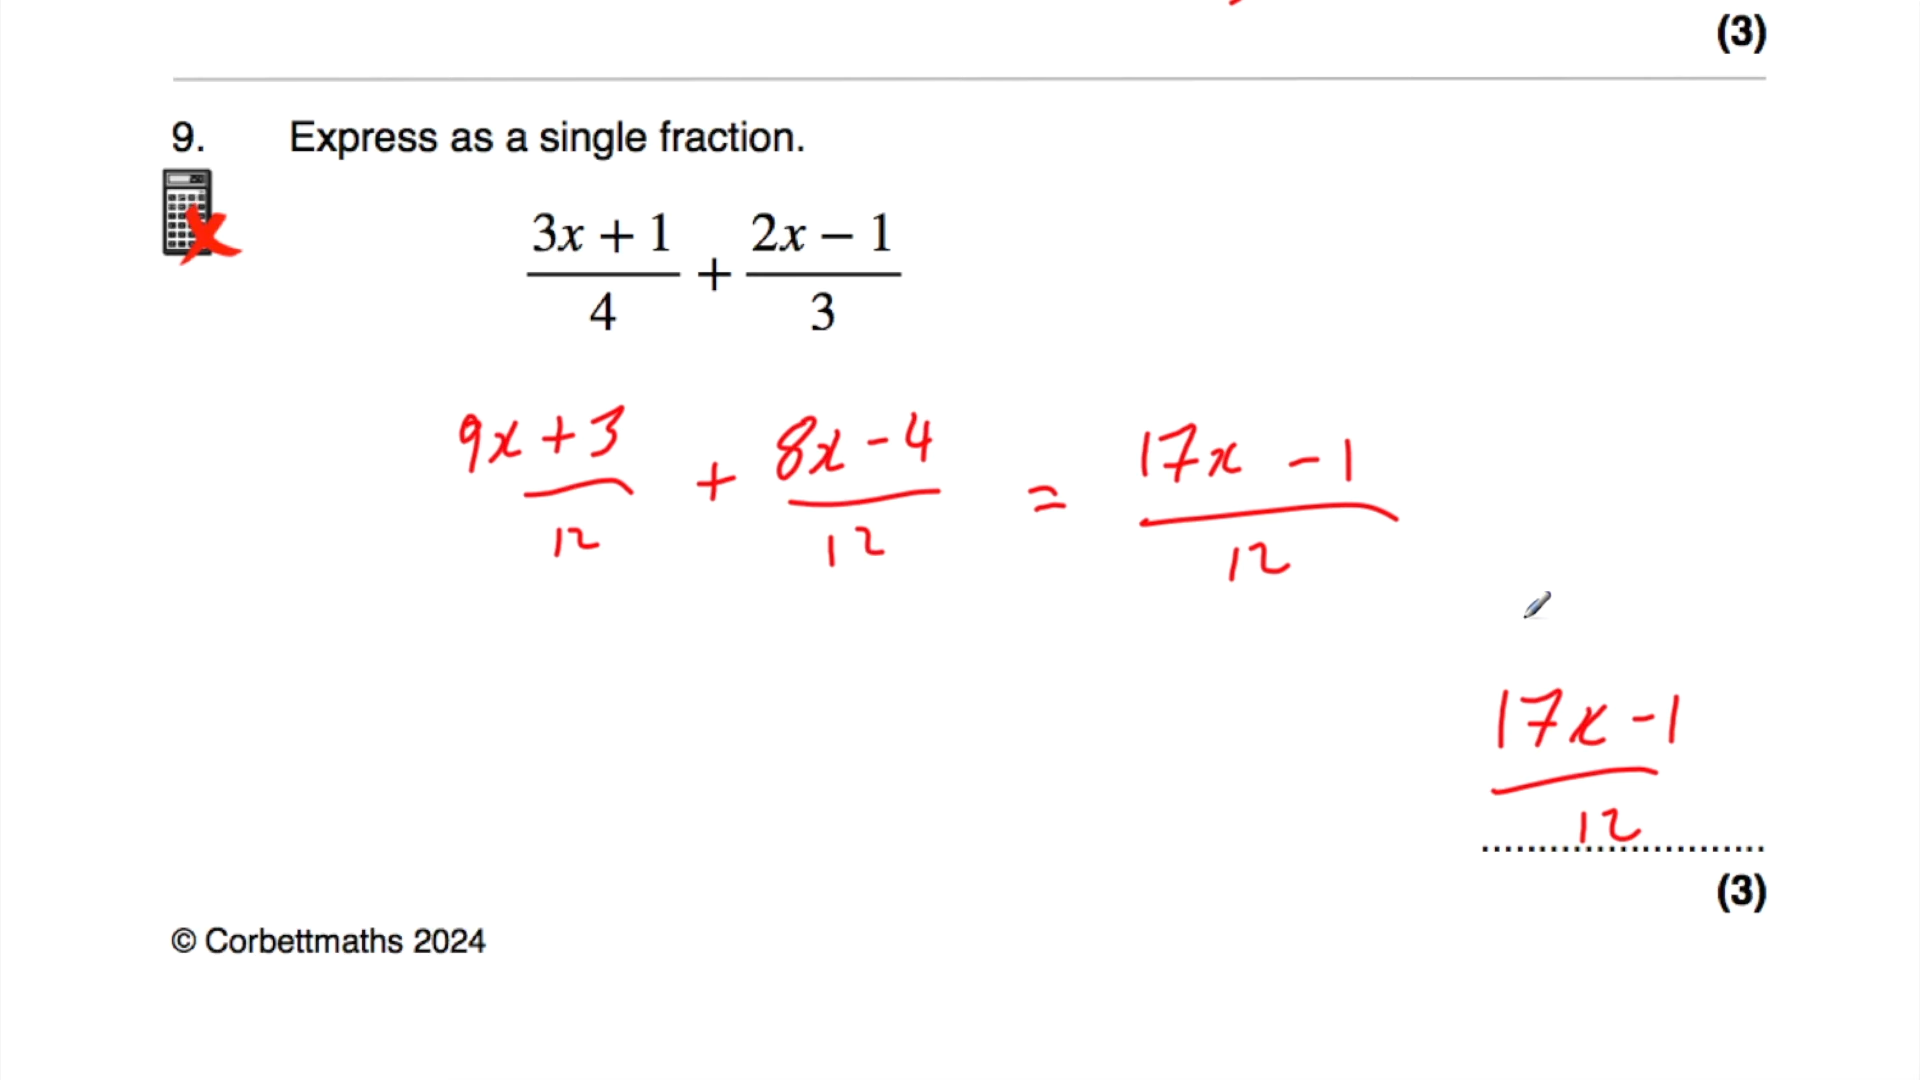 (3)
9. Express as a single fraction.
3x + 1 2x − 1
+
4 3
9x + 3 8x - 4 17x - 1
+ =
12 12 12
17x - 1
12
(3)
© Corbettmaths 2024